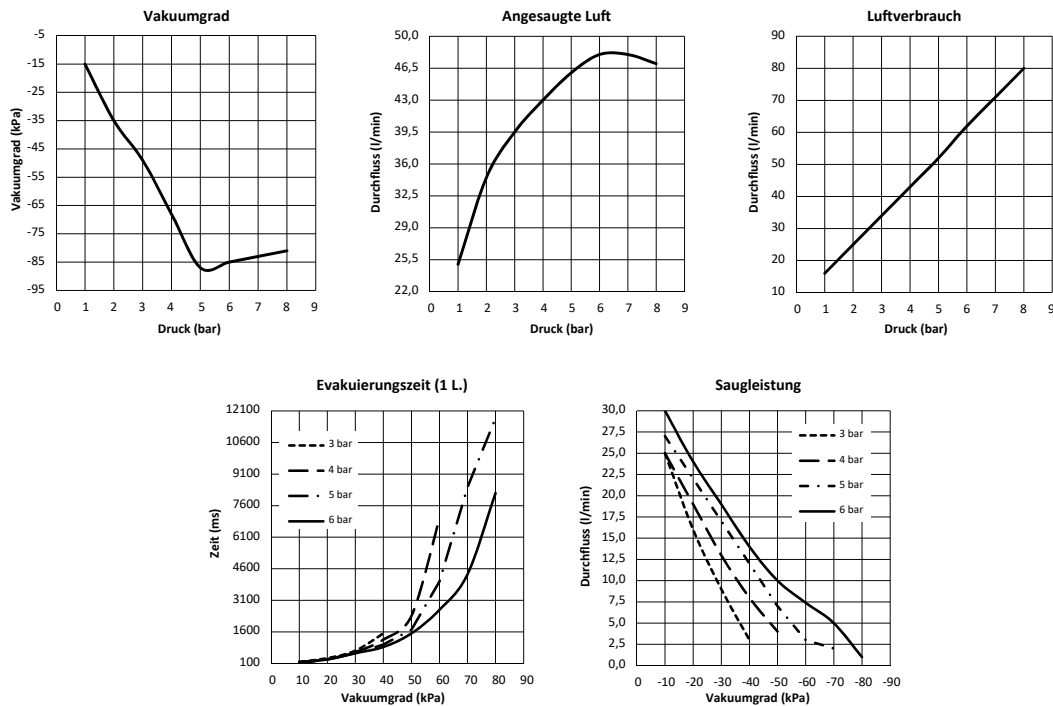 Vakuumgrad
Vakuumgrad (kPa)
-5
-15
-25
-35
-45
-55
-65
-75
-85
-95
0 1 2 3 4 5 6 7 8 9
Druck (bar)
Angesaugte Luft
Durchfluss (l/min)
50,0
46,5
43,0
39,5
36,0
32,5
29,0
25,5
22,0
0 1 2 3 4 5 6 7 8 9
Druck (bar)
Luftverbrauch
Durchfluss (l/min)
90
80
70
60
50
40
30
20
10
0 1 2 3 4 5 6 7 8 9
Druck (bar)
Evakuierungszeit (1 L.)
Zeit (ms)
12100
10600
9100
7600
6100
4600
3100
1600
100
3 bar
4 bar
5 bar
6 bar
0 10 20 30 40 50 60 70 80 90
Vakuumgrad (kPa)
Saugleistung
Durchfluss (l/min)
30,0
27,5
25,0
22,5
20,0
17,5
15,0
12,5
10,0
7,5
5,0
2,5
0,0
3 bar
4 bar
5 bar
6 bar
0 -10 -20 -30 -40 -50 -60 -70 -80 -90
Vakuumgrad (kPa)